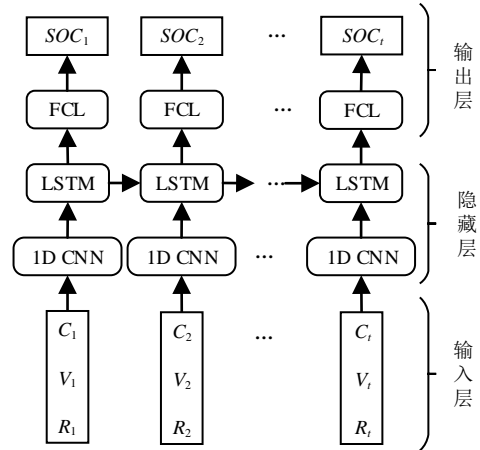 SOC₁ SOC₂ ... SOCₜ
FCL FCL ... FCL
输出层
LSTM LSTM ... LSTM
1D CNN 1D CNN ... 1D CNN
隐藏层
C₁ C₂ ... Cₜ
V₁ V₂ Vₜ
R₁ R₂ Rₜ
输入层